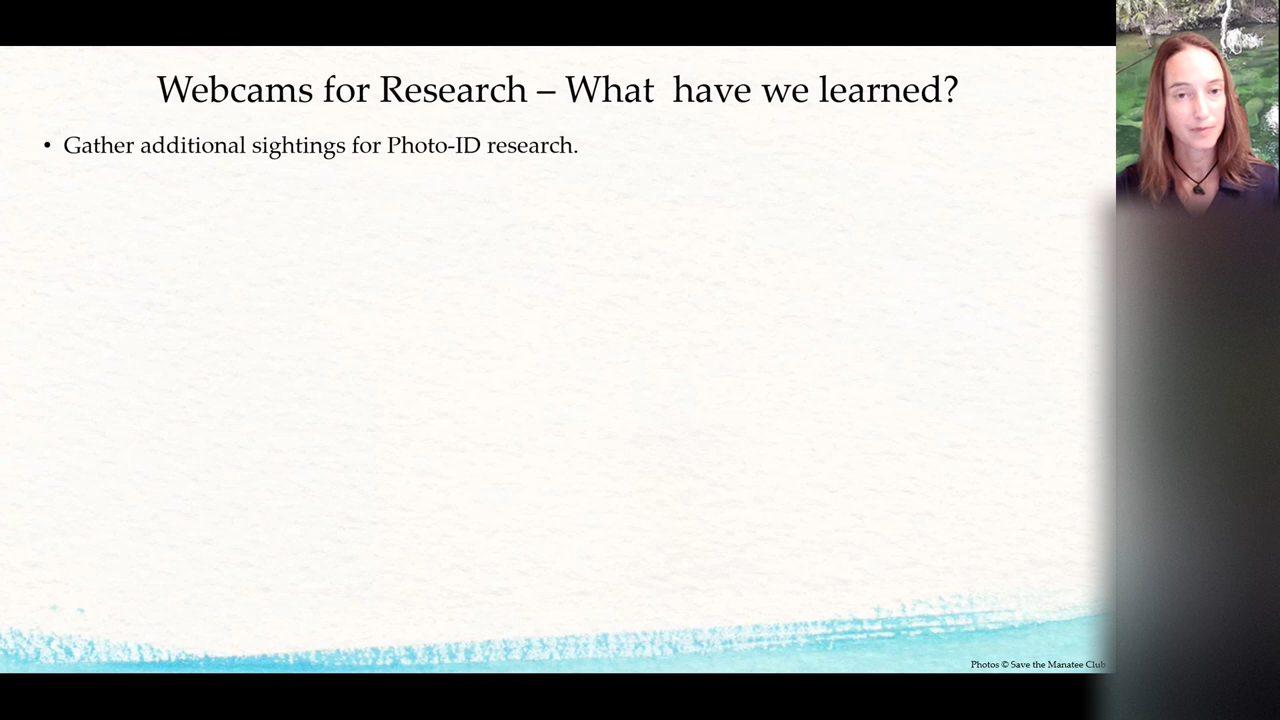 Webcams for Research – What  have we learned?
• Gather additional sightings for Photo-ID research.
Photos © Save the Manatee Club